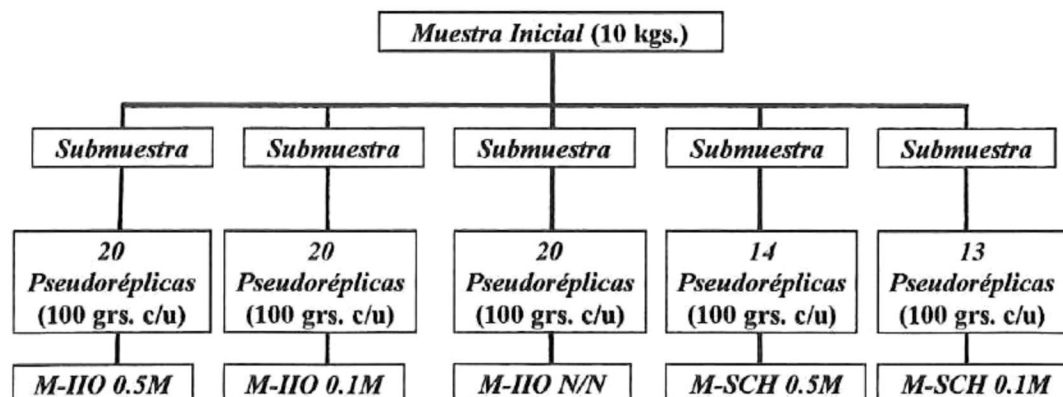 Muestra Inicial (10 kgs.)
Submuestra
Submuestra
Submuestra
Submuestra
Submuestra
20
Pseudoréplicas
(100 grs. c/u)
20
Pseudoréplicas
(100 grs. c/u)
20
Pseudoréplicas
(100 grs. c/u)
14
Pseudoréplicas
(100 grs. c/u)
13
Pseudoréplicas
(100 grs. c/u)
M-IIO 0.5M
M-IIO 0.1M
M-IIO N/N
M-SCH 0.5M
M-SCH 0.1M